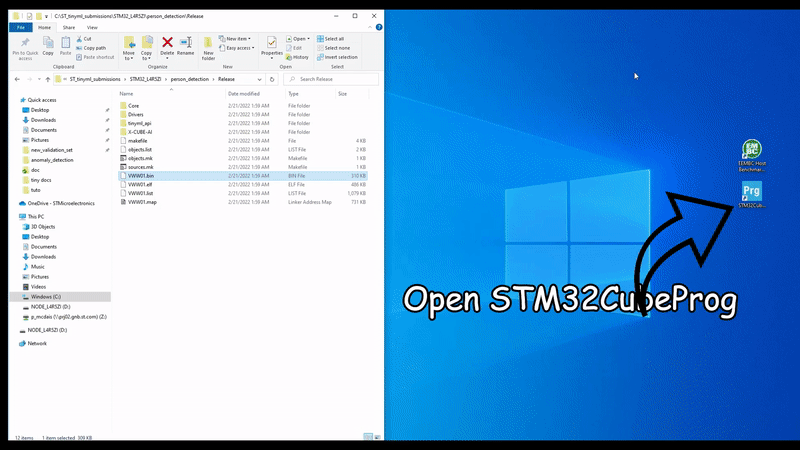 C:\ST_tinyml_submissions\STM32_L4R5ZI\person_detection\Release
File
Home
Share
View
Pin to Quick access
Copy
Paste
Cut
Copy path
Paste shortcut
Move to
Copy to
Delete
Rename
New folder
New item
Easy access
Properties
Open
Edit
History
Select all
Select none
Invert selection
Clipboard
Organize
New
Open
Select
ST_tinyml_submissions > STM32_L4R5ZI > person_detection > Release
Search Release
Name
Date modified
Type
Size
Core 2/21/2022 1:59 AM File folder
Drivers 2/21/2022 1:59 AM File folder
tinyml_api 2/21/2022 1:59 AM File folder
X-CUBE-AI 2/21/2022 1:59 AM File folder
makefile 2/21/2022 1:59 AM File 4 KB
objects.list 2/21/2022 1:59 AM LIST File 2 KB
objects.mk 2/21/2022 1:59 AM Makefile 1 KB
sources.mk 2/21/2022 1:59 AM Makefile 1 KB
VWW01.bin 2/21/2022 1:59 AM BIN File 310 KB
VWW01.elf 2/21/2022 1:59 AM ELF File 486 KB
VWW01.list 2/21/2022 1:59 AM LIST File 1,079 KB
VWW01.map 2/21/2022 1:59 AM Linker Address Map 731 KB
Quick access
Desktop
Downloads
Documents
Pictures
new_validation_set
anomaly_detection
doc
tiny docs
tuto
OneDrive - STMicroelectronics
This PC
3D Objects
Desktop
Documents
Downloads
Music
Pictures
Videos
Windows (C:)
NODE_L4R5ZI (D:)
p_mcdaix (\\prj02.gnb.st.com) (Z:)
NODE_L4R5ZI (D:)
Network
12 items
1 item selected 309 KB
EMBC
EEMBC Host
Benchmark...
Prg
STM32Cub...
Open STM32CubeProg